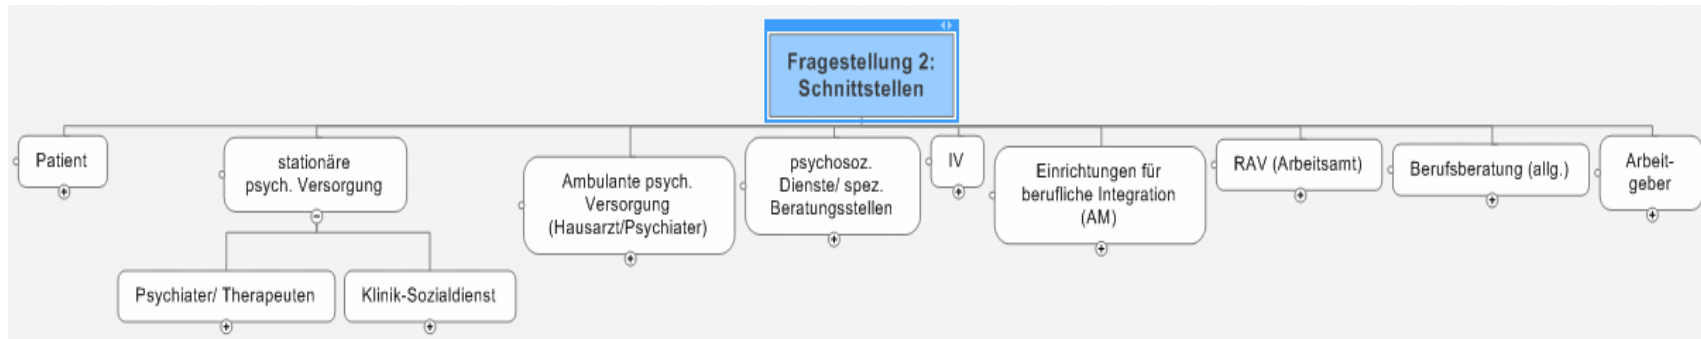 Fragestellung 2:
Schnittstellen
Patient
stationäre
psych. Versorgung
Ambulante psych.
Versorgung
(Hausarzt/Psychiater)
psychosoz.
Dienste/ spez.
Beratungsstellen
IV
Einrichtungen für
berufliche Integration
(AM)
RAV (Arbeitsamt)
Berufsberatung (allg.)
Arbeit-
geber
Psychiater/ Therapeuten
Klinik-Sozialdienst